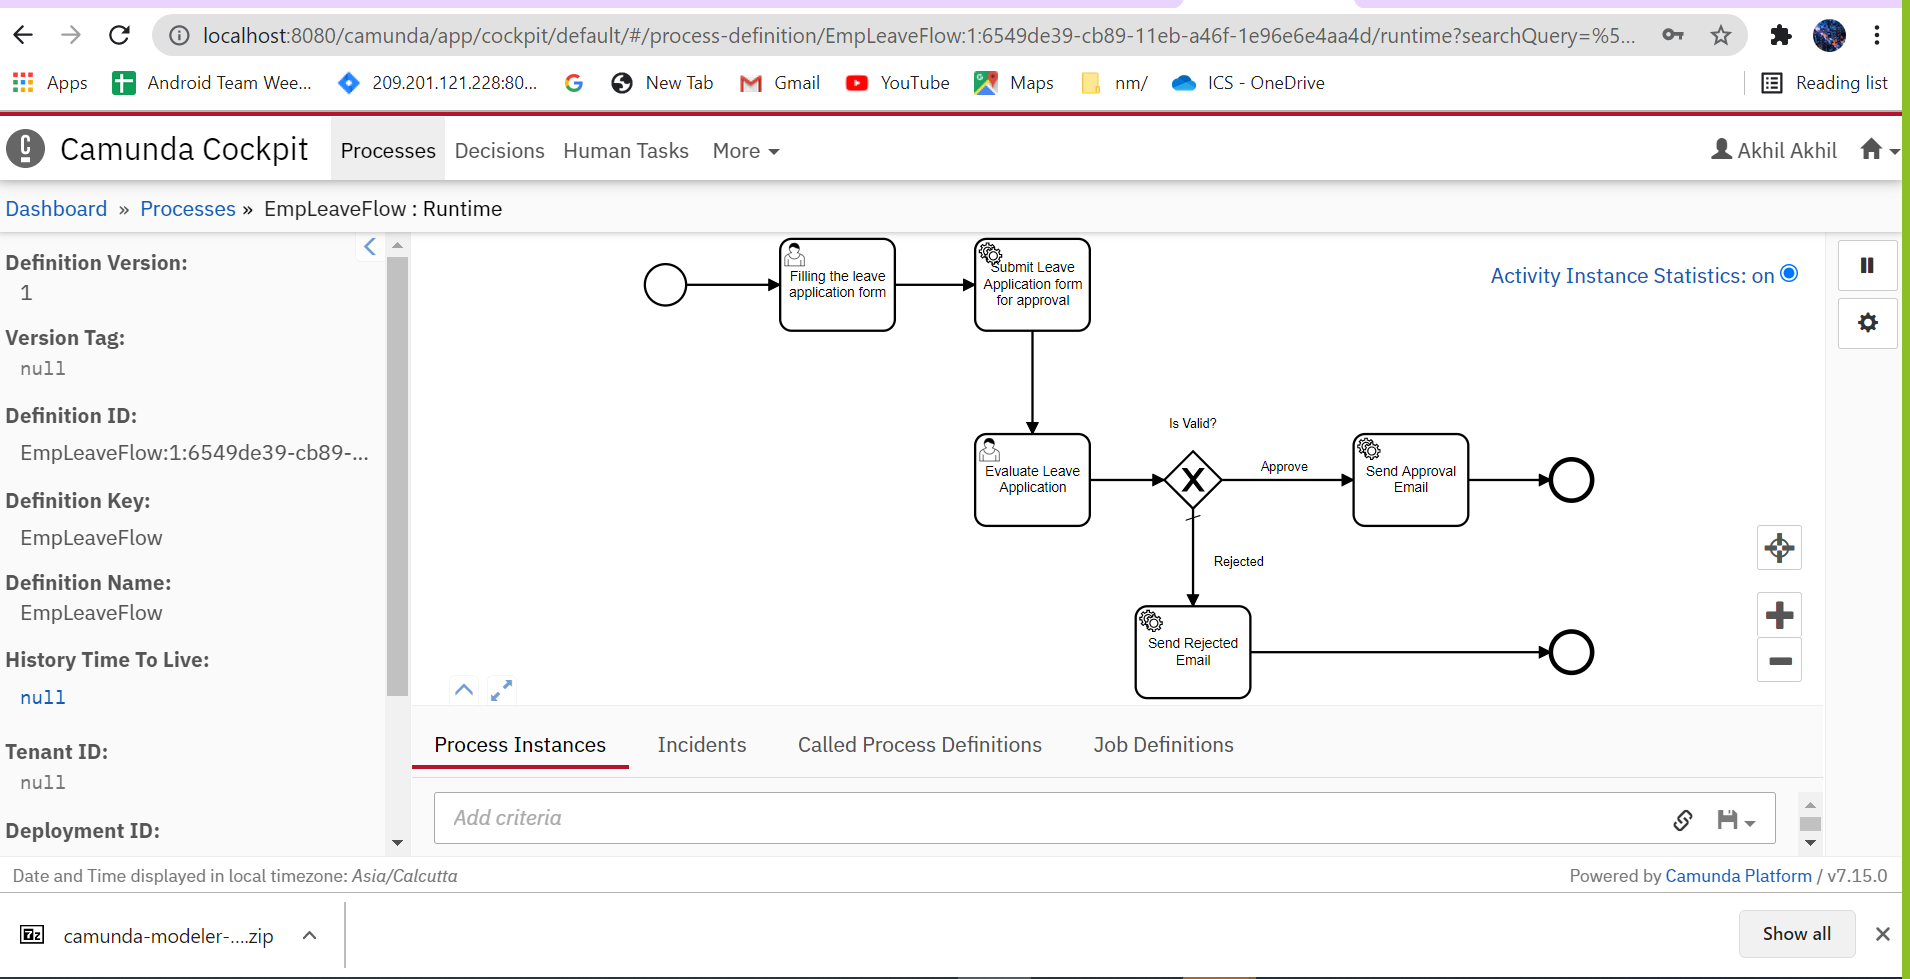 localhost:8080/camunda/app/cockpit/default/#/process-definition/EmpLeaveFlow:1:6549de39-cb89-11eb-a46f-1e96e6e4aa4d/runtime?searchQuery=%5...
Apps
Android Team Wee...
209.201.121.228:80...
New Tab
Gmail
YouTube
Maps
nm/
ICS - OneDrive
Reading list
Camunda Cockpit
Processes
Decisions
Human Tasks
More
Akhil Akhil
Dashboard » Processes » EmpLeaveFlow : Runtime
Definition Version:
1
Version Tag:
null
Definition ID:
EmpLeaveFlow:1:6549de39-cb89-...
Definition Key:
EmpLeaveFlow
Definition Name:
EmpLeaveFlow
History Time To Live:
null
Tenant ID:
null
Deployment ID:
Filling the leave
application form
Submit Leave
Application form
for approval
Activity Instance Statistics: on
Evaluate Leave
Application
Is Valid?
X
Approve
Send Approval
Email
Rejected
Send Rejected
Email
Process Instances
Incidents
Called Process Definitions
Job Definitions
Add criteria
Date and Time displayed in local timezone: Asia/Calcutta
Powered by Camunda Platform / v7.15.0
7z
camunda-modeler-....zip
Show all